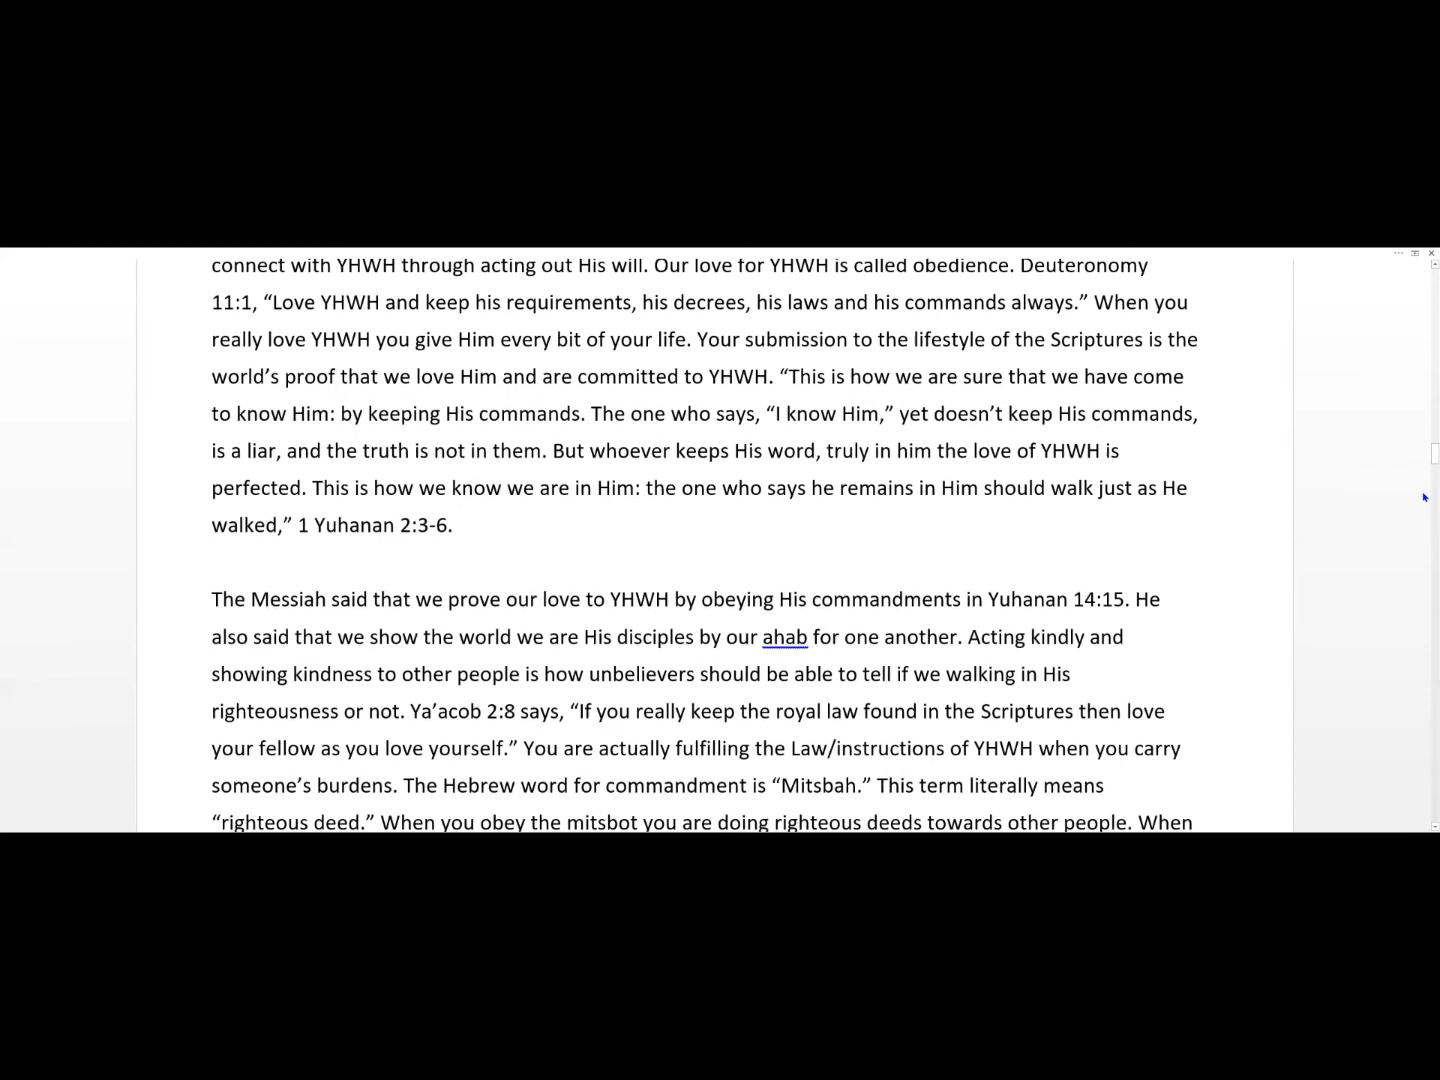 connect with YHWH through acting out His will. Our love for YHWH is called obedience. Deuteronomy
11:1, “Love YHWH and keep his requirements, his decrees, his laws and his commands always.” When you
really love YHWH you give Him every bit of your life. Your submission to the lifestyle of the Scriptures is the
world’s proof that we love Him and are committed to YHWH. “This is how we are sure that we have come
to know Him: by keeping His commands. The one who says, “I know Him,” yet doesn’t keep His commands,
is a liar, and the truth is not in them. But whoever keeps His word, truly in him the love of YHWH is
perfected. This is how we know we are in Him: the one who says he remains in Him should walk just as He
walked,” 1 Yuhanan 2:3-6.
The Messiah said that we prove our love to YHWH by obeying His commandments in Yuhanan 14:15. He
also said that we show the world we are His disciples by our ahab for one another. Acting kindly and
showing kindness to other people is how unbelievers should be able to tell if we walking in His
righteousness or not. Ya’acob 2:8 says, “If you really keep the royal law found in the Scriptures then love
your fellow as you love yourself.” You are actually fulfilling the Law/instructions of YHWH when you carry
someone’s burdens. The Hebrew word for commandment is “Mitsbah.” This term literally means
“righteous deed.” When you obey the mitsbot you are doing righteous deeds towards other people. When